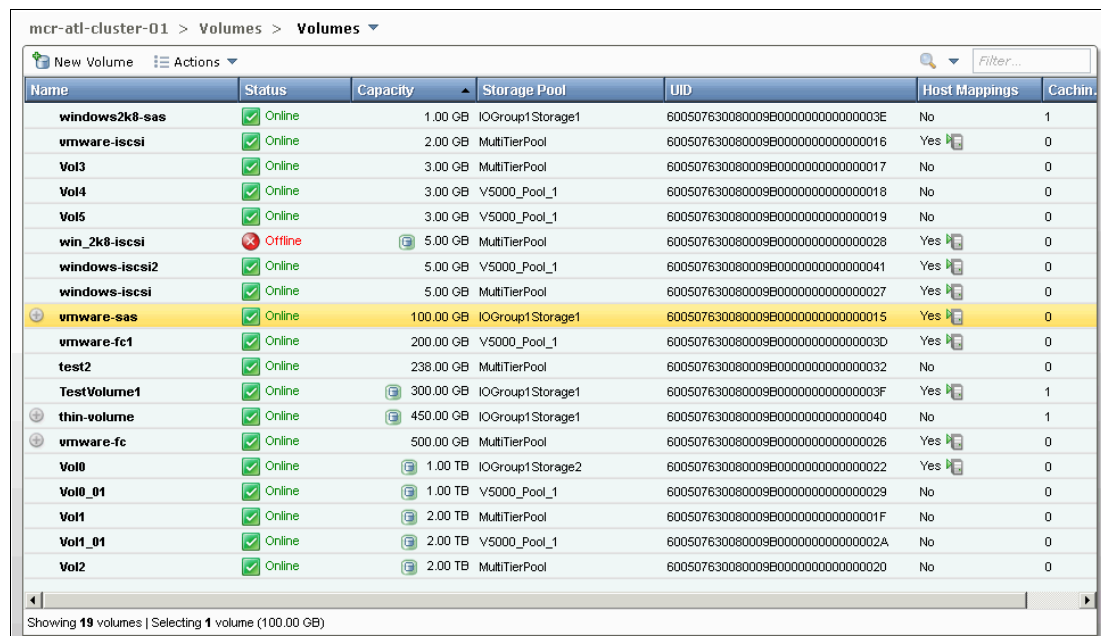 mcr-atl-cluster-01 > Volumes > Volumes
New Volume Actions Filter...
Name Status Capacity Storage Pool UID Host Mappings Cachin.
windows2k8-sas Online 1.00 GB IOGroup1Storage1 600507630080009B000000000000003E No 1
vmware-iscsi Online 2.00 GB MultiTierPool 600507630080009B0000000000000016 Yes 0
Vol3 Online 3.00 GB MultiTierPool 600507630080009B0000000000000017 No 0
Vol4 Online 3.00 GB V5000_Pool_1 600507630080009B0000000000000018 No 0
Vol5 Online 3.00 GB V5000_Pool_1 600507630080009B0000000000000019 No 0
win_2k8-iscsi Offline 5.00 GB MultiTierPool 600507630080009B0000000000000028 Yes 0
windows-iscsi2 Online 5.00 GB V5000_Pool_1 600507630080009B0000000000000041 Yes 0
windows-iscsi Online 5.00 GB MultiTierPool 600507630080009B0000000000000027 Yes 0
vmware-sas Online 100.00 GB IOGroup1Storage1 600507630080009B0000000000000015 Yes 0
vmware-fc1 Online 200.00 GB V5000_Pool_1 600507630080009B000000000000003D Yes 0
test2 Online 238.00 GB MultiTierPool 600507630080009B0000000000000032 No 0
TestVolume1 Online 300.00 GB IOGroup1Storage1 600507630080009B000000000000003F Yes 1
thin-volume Online 450.00 GB IOGroup1Storage1 600507630080009B0000000000000040 No 1
vmware-fc Online 500.00 GB MultiTierPool 600507630080009B0000000000000026 Yes 0
Vol0 Online 1.00 TB IOGroup1Storage2 600507630080009B0000000000000022 Yes 0
Vol0_01 Online 1.00 TB V5000_Pool_1 600507630080009B0000000000000029 No 0
Vol1 Online 2.00 TB MultiTierPool 600507630080009B000000000000001F No 0
Vol1_01 Online 2.00 TB V5000_Pool_1 600507630080009B000000000000002A No 0
Vol2 Online 2.00 TB MultiTierPool 600507630080009B0000000000000020 No 0
Showing 19 volumes | Selecting 1 volume (100.00 GB)